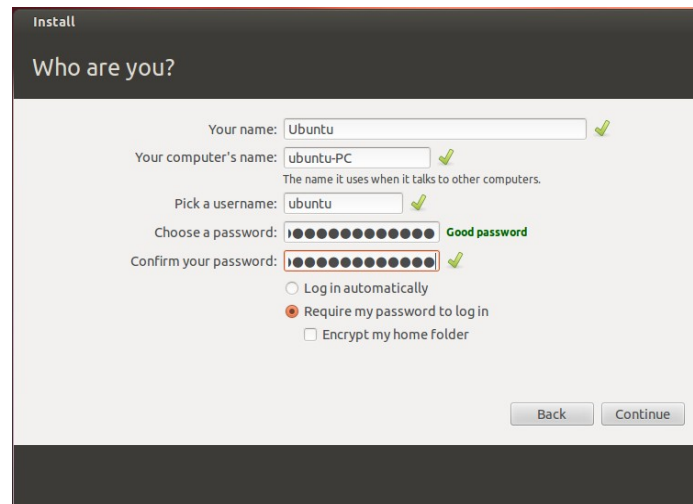 Install
Who are you?
Your name: Ubuntu
Your computer's name: ubuntu-PC
The name it uses when it talks to other computers.
Pick a username: ubuntu
Choose a password: Good password
Confirm your password:
Log in automatically
Require my password to log in
Encrypt my home folder
Back Continue